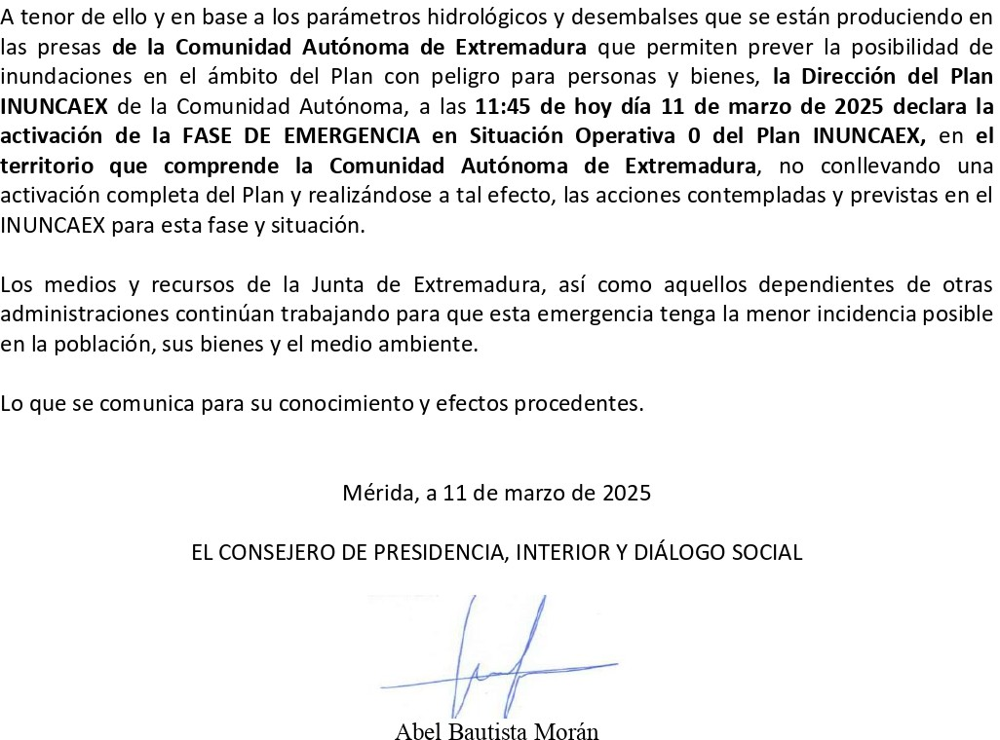 A tenor de ello y en base a los parámetros hidrológicos y desembalses que se están produciendo en
las presas de la Comunidad Autónoma de Extremadura que permiten prever la posibilidad de
inundaciones en el ámbito del Plan con peligro para personas y bienes, la Dirección del Plan
INUNCAEX de la Comunidad Autónoma, a las 11:45 de hoy día 11 de marzo de 2025 declara la
activación de la FASE DE EMERGENCIA en Situación Operativa 0 del Plan INUNCAEX, en el
territorio que comprende la Comunidad Autónoma de Extremadura, no conllevando una
activación completa del Plan y realizándose a tal efecto, las acciones contempladas y previstas en el
INUNCAEX para esta fase y situación.
Los medios y recursos de la Junta de Extremadura, así como aquellos dependientes de otras
administraciones continúan trabajando para que esta emergencia tenga la menor incidencia posible
en la población, sus bienes y el medio ambiente.
Lo que se comunica para su conocimiento y efectos procedentes.
Mérida, a 11 de marzo de 2025
EL CONSEJERO DE PRESIDENCIA, INTERIOR Y DIÁLOGO SOCIAL
Abel Bautista Morán